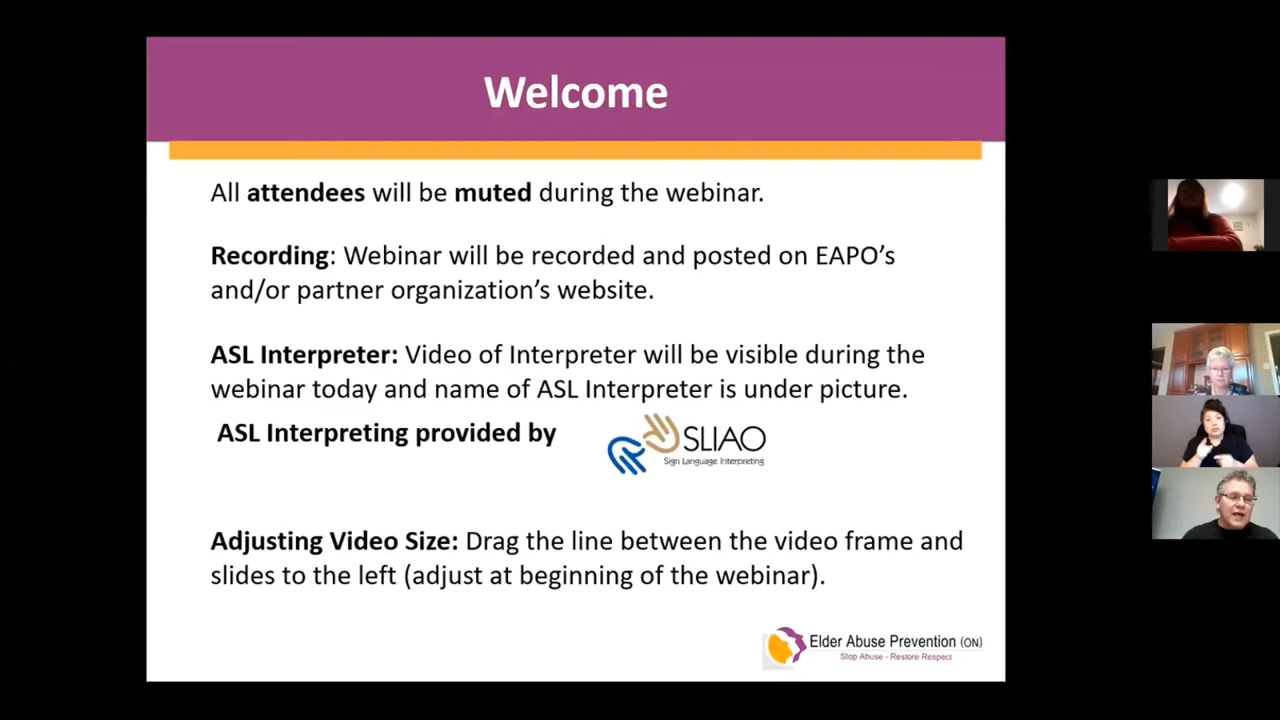 Welcome
All attendees will be muted during the webinar.
Recording: Webinar will be recorded and posted on EAPO's
and/or partner organization's website.
ASL Interpreter: Video of Interpreter will be visible during the
webinar today and name of ASL Interpreter is under picture.
ASL Interpreting provided by
SLIAO
Sign Language Interpreting
Adjusting Video Size: Drag the line between the video frame and
slides to the left (adjust at beginning of the webinar).
Elder Abuse Prevention (ON)
Stop Abuse - Restore Respect